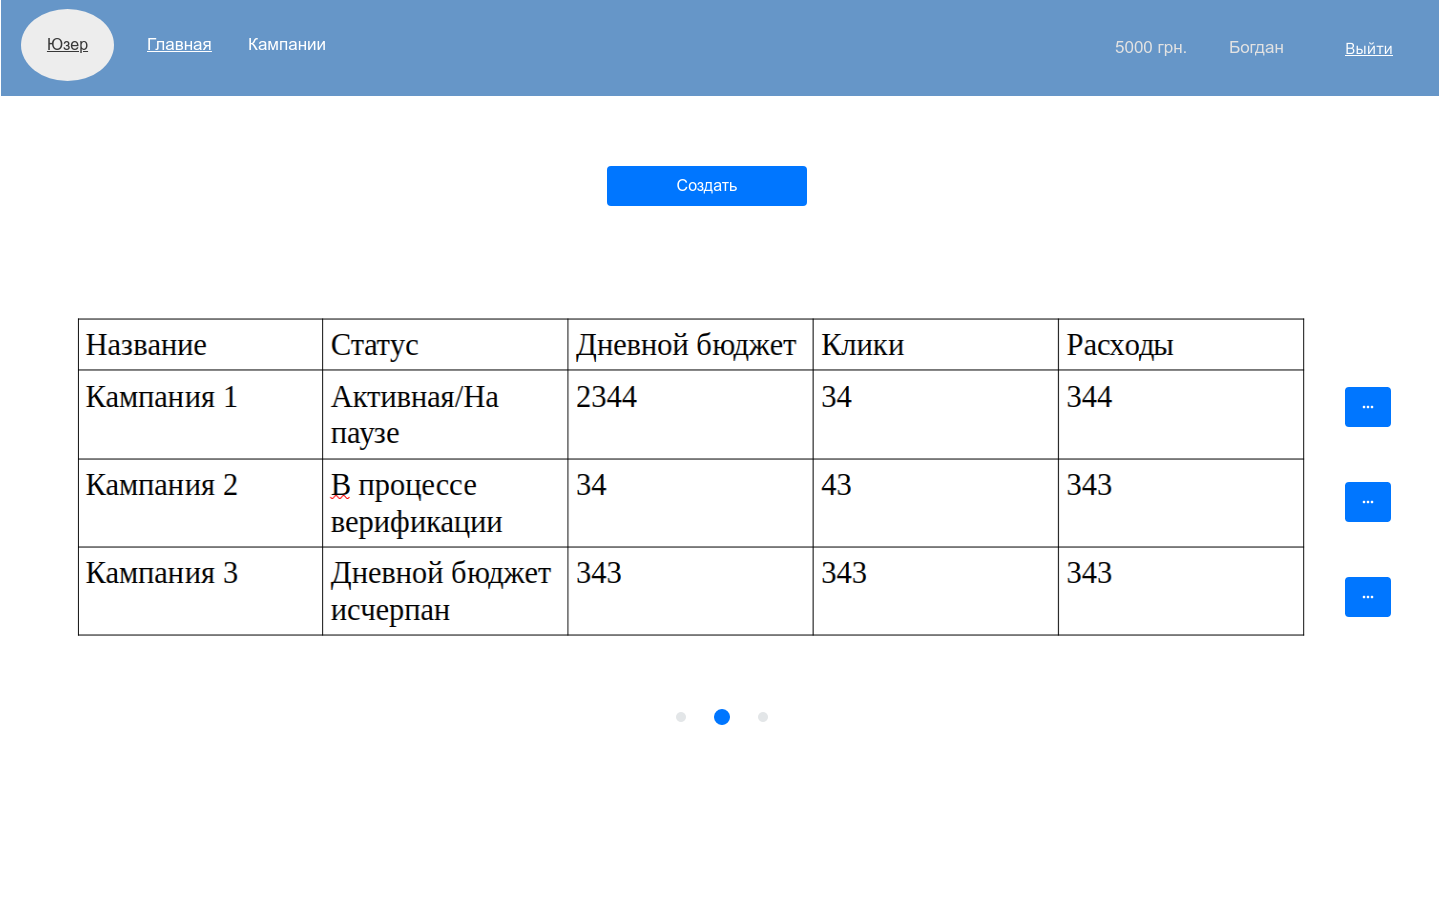 Юзер Главная Кампании 5000 грн. Богдан Выйти
Создать
Название Статус Дневной бюджет Клики Расходы
Кампания 1 Активная/На 2344 34 344
паузе
...
Кампания 2 В процессе 34 43 343
верификации
...
Кампания 3 Дневной бюджет 343 343 343
исчерпан
...